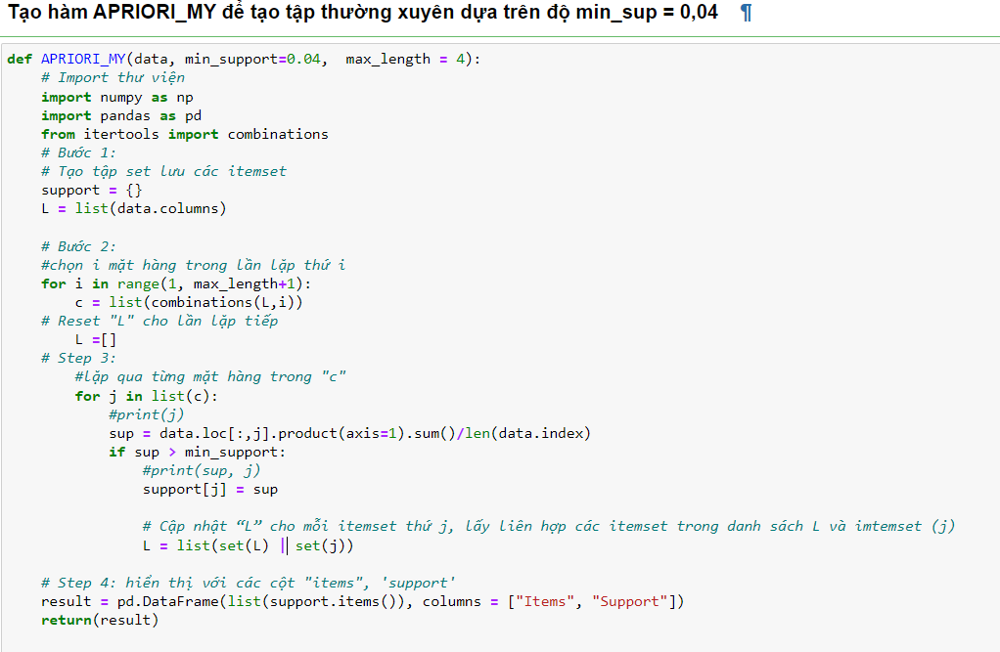 Tạo hàm APRIORI_MY để tạo tập thường xuyên dựa trên độ min_sup = 0,04 ¶
def APRIORI_MY(data, min_support=0.04,  max_length = 4):
    # Import thư viện
    import numpy as np
    import pandas as pd
    from itertools import combinations
    # Bước 1:
    # Tạo tập set lưu các itemset
    support = {}
    L = list(data.columns)
    # Bước 2:
    #chọn i mặt hàng trong lần lặp thứ i
    for i in range(1, max_length+1):
        c = list(combinations(L,i))
    # Reset "L" cho lần lặp tiếp
        L =[]
    # Step 3:
        #lặp qua từng mặt hàng trong "c"
        for j in list(c):
            #print(j)
            sup = data.loc[:,j].product(axis=1).sum()/len(data.index)
            if sup > min_support:
                #print(sup, j)
                support[j] = sup
                # Cập nhật “L” cho mỗi itemset thứ j, lấy liên hợp các itemset trong danh sách L và imtemset (j)
                L = list(set(L) | set(j))
    # Step 4: hiển thị với các cột "items", 'support'
    result = pd.DataFrame(list(support.items()), columns = ["Items", "Support"])
    return(result)